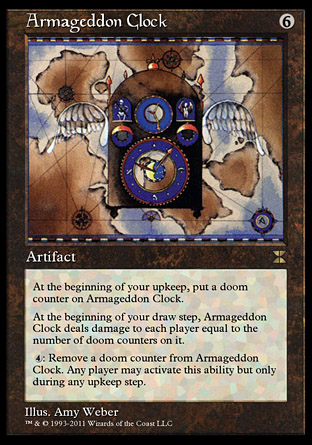 Armageddon Clock 6
Artifact
At the beginning of your upkeep, put a doom
counter on Armageddon Clock.
At the beginning of your draw step, Armageddon
Clock deals damage to each player equal to the
number of doom counters on it.
4: Remove a doom counter from Armageddon
Clock. Any player may activate this ability but only
during any upkeep step.
Illus. Amy Weber
™ & © 1993-2011 Wizards of the Coast LLC